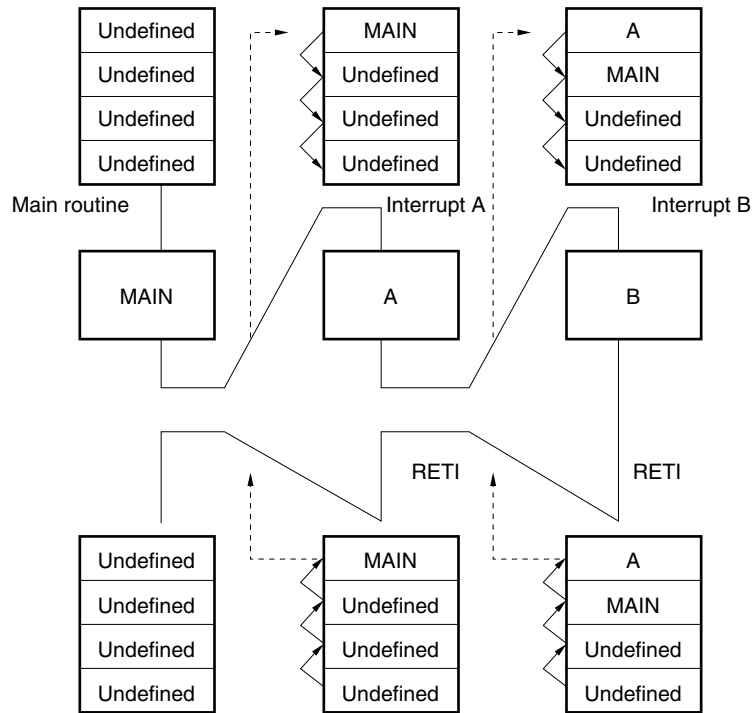 Undefined MAIN A
Undefined Undefined MAIN
Undefined Undefined Undefined
Undefined Undefined Undefined
Main routine Interrupt A Interrupt B
MAIN A B
RETI RETI
Undefined MAIN A
Undefined Undefined MAIN
Undefined Undefined Undefined
Undefined Undefined Undefined